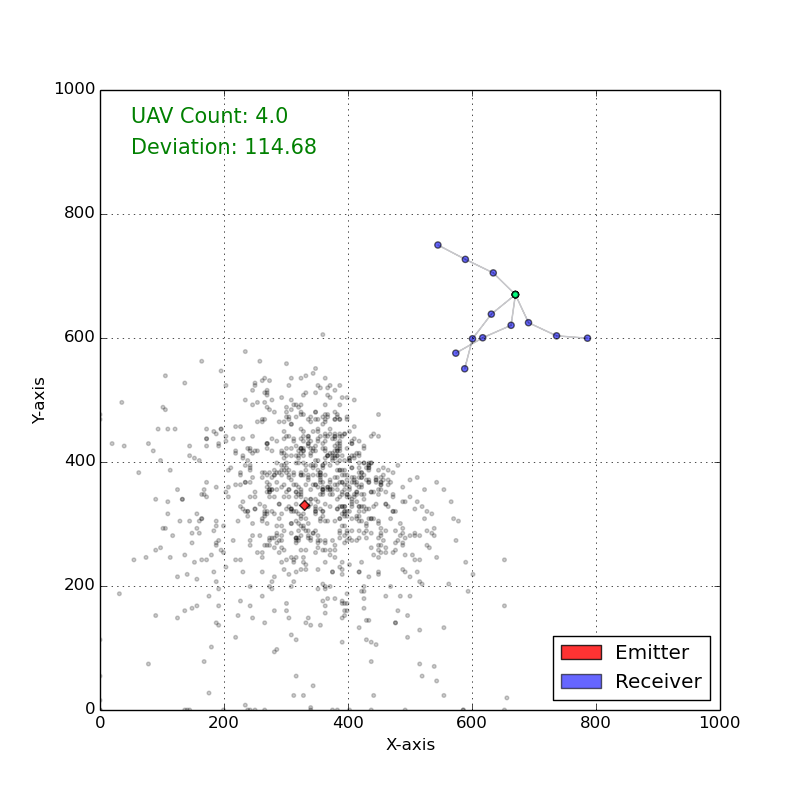 UAV Count: 4.0
Deviation: 114.68
1000
800
600
400
200
0
Y-axis
0 200 400 600 800 1000
X-axis
Emitter
Receiver